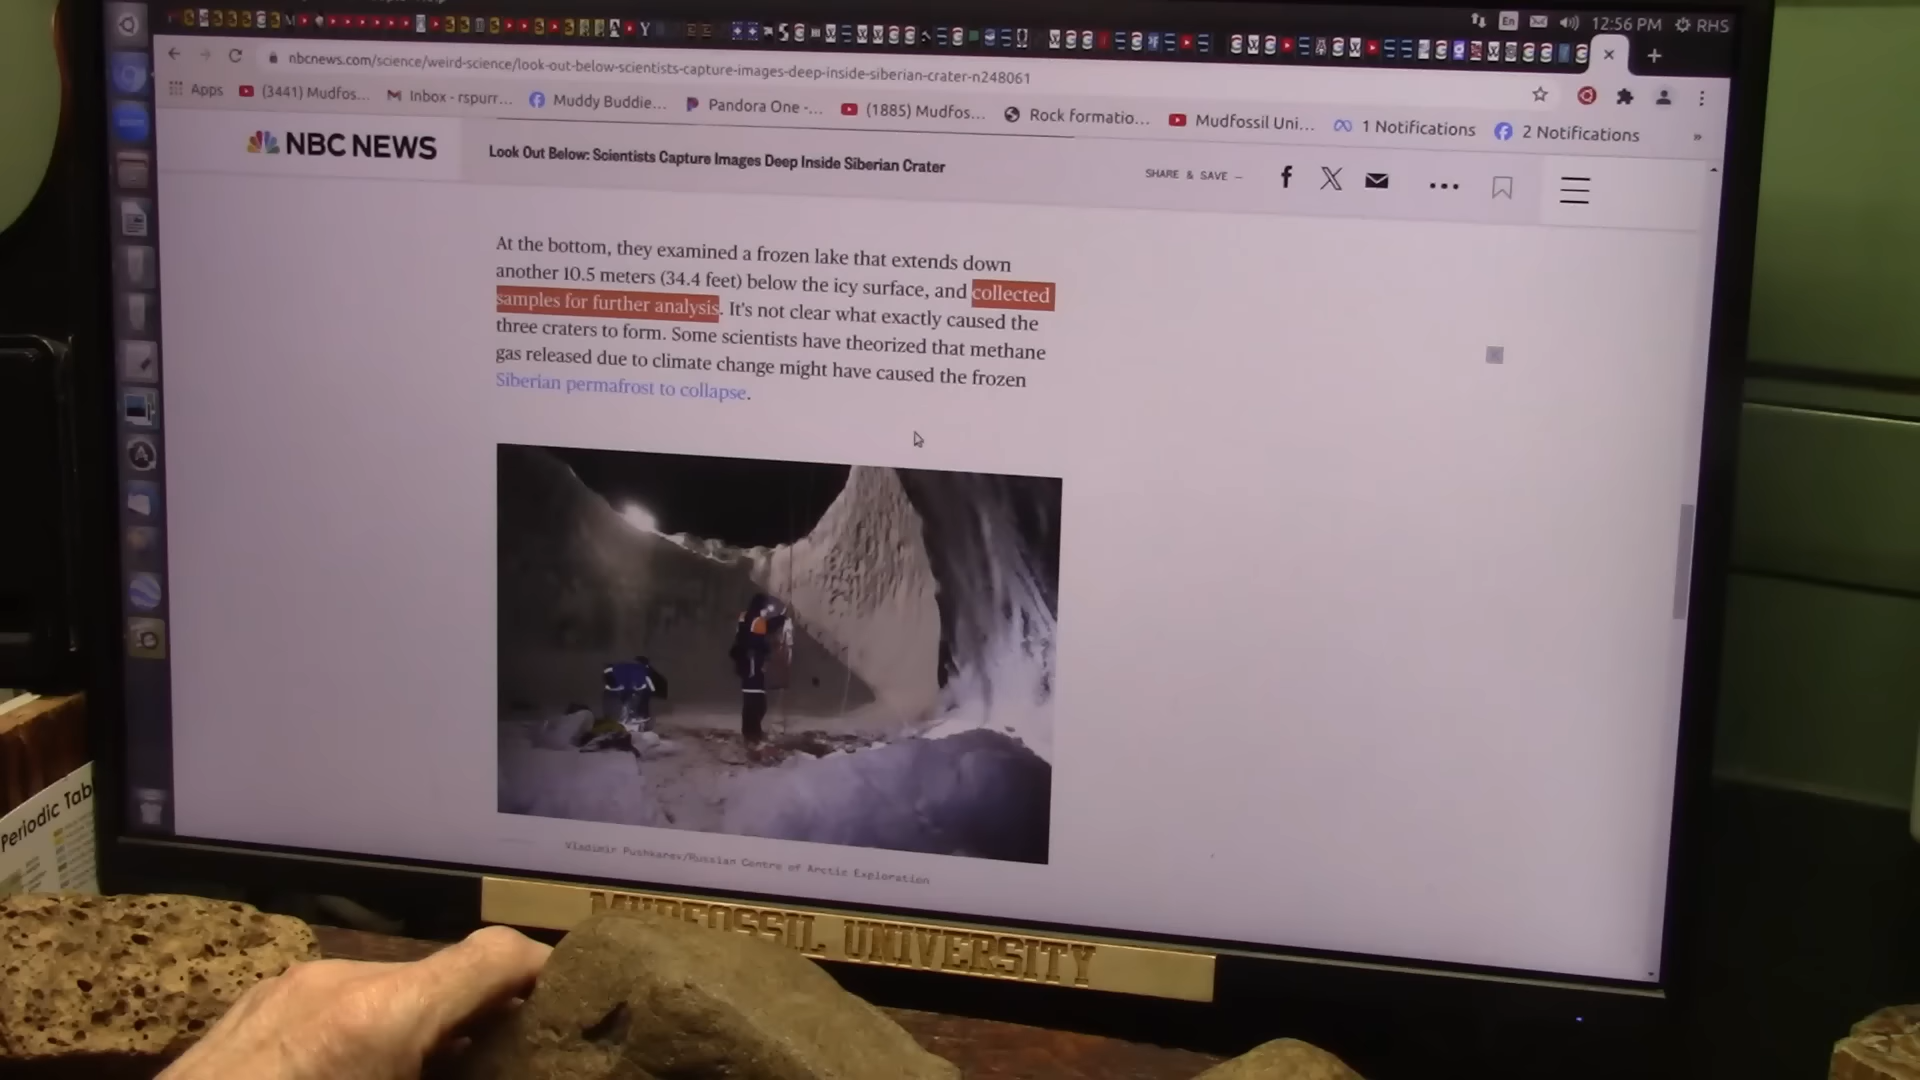 En
12:56 PM
RHS
nbcnews.com/science/weird-science/look-out-below-scientists-capture-images-deep-inside-siberian-crater-n248061
Apps
(3441) Mudfos...
Inbox - rspurr...
Muddy Buddie...
Pandora One -...
(1885) Mudfos...
Rock formatio...
Mudfossil Uni...
1 Notifications
2 Notifications
»
NBC NEWS
Look Out Below: Scientists Capture Images Deep Inside Siberian Crater
SHARE & SAVE —
At the bottom, they examined a frozen lake that extends down
another 10.5 meters (34.4 feet) below the icy surface, and collected
samples for further analysis. It's not clear what exactly caused the
three craters to form. Some scientists have theorized that methane
gas released due to climate change might have caused the frozen
Siberian permafrost to collapse.
Vladimir Pushkarev/Russian Centre of Arctic Exploration
Periodic Tab
MUDFOSSIL UNIVERSITY